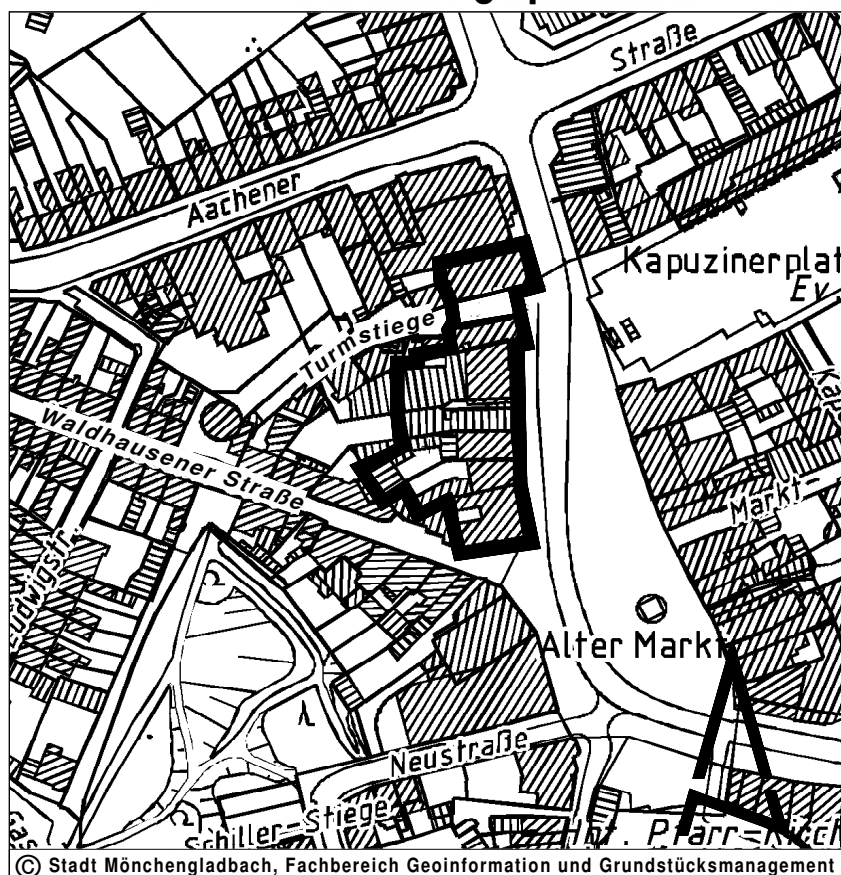 Straße
Aachener
Kapuzinerplat
Ev
Turmstiege
Waldhausener Straße
Markt-
Ludwigstr.
Alter Markt
Neustraße
Schiller-Stiege
Hpt. Pfarr-Kirch
© Stadt Mönchengladbach, Fachbereich Geoinformation und Grundstücksmanagement